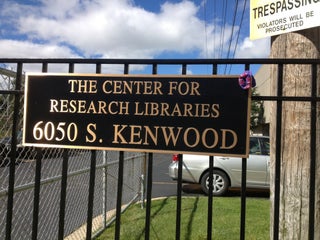 TRESPASSING
VIOLATORS WILL BE
PROSECUTED
THE CENTER FOR
RESEARCH LIBRARIES
6050 S. KENWOOD